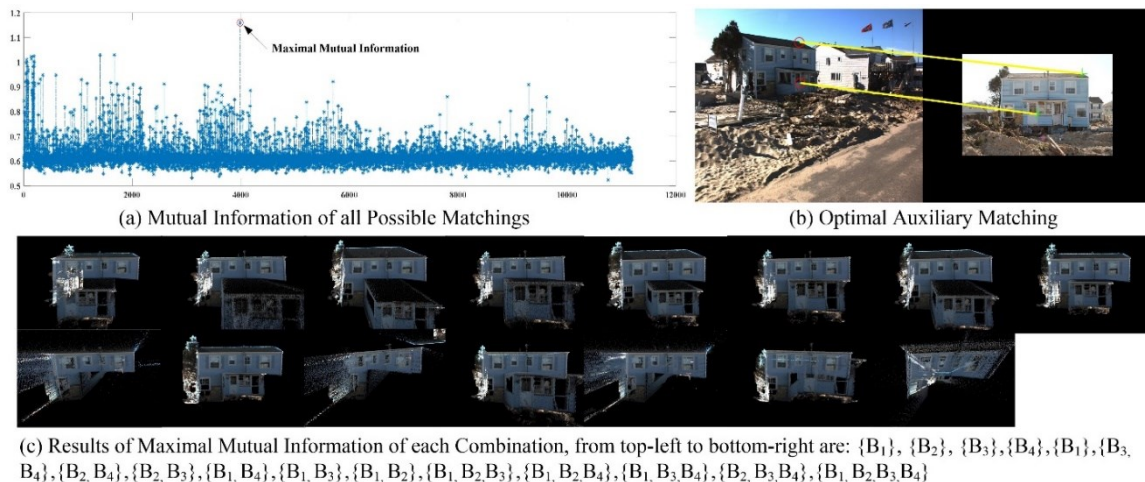 1.2
1.1
Maximal Mutual Information
1
0.9
0.8
0.7
0.6
0.5
0 2000 4000 6000 8000 10000 12000
(a) Mutual Information of all Possible Matchings
(b) Optimal Auxiliary Matching
(c) Results of Maximal Mutual Information of each Combination, from top-left to bottom-right are: {B₁}, {B₂}, {B₃},{B₄},{B₁},{B₃,
B₄},{B₂, B₄},{B₂, B₃},{B₁, B₄},{B₁, B₃},{B₁, B₂},{B₁, B₂, B₃},{B₁, B₂, B₄},{B₁, B₃, B₄},{B₂, B₃, B₄},{B₁, B₂, B₃, B₄}